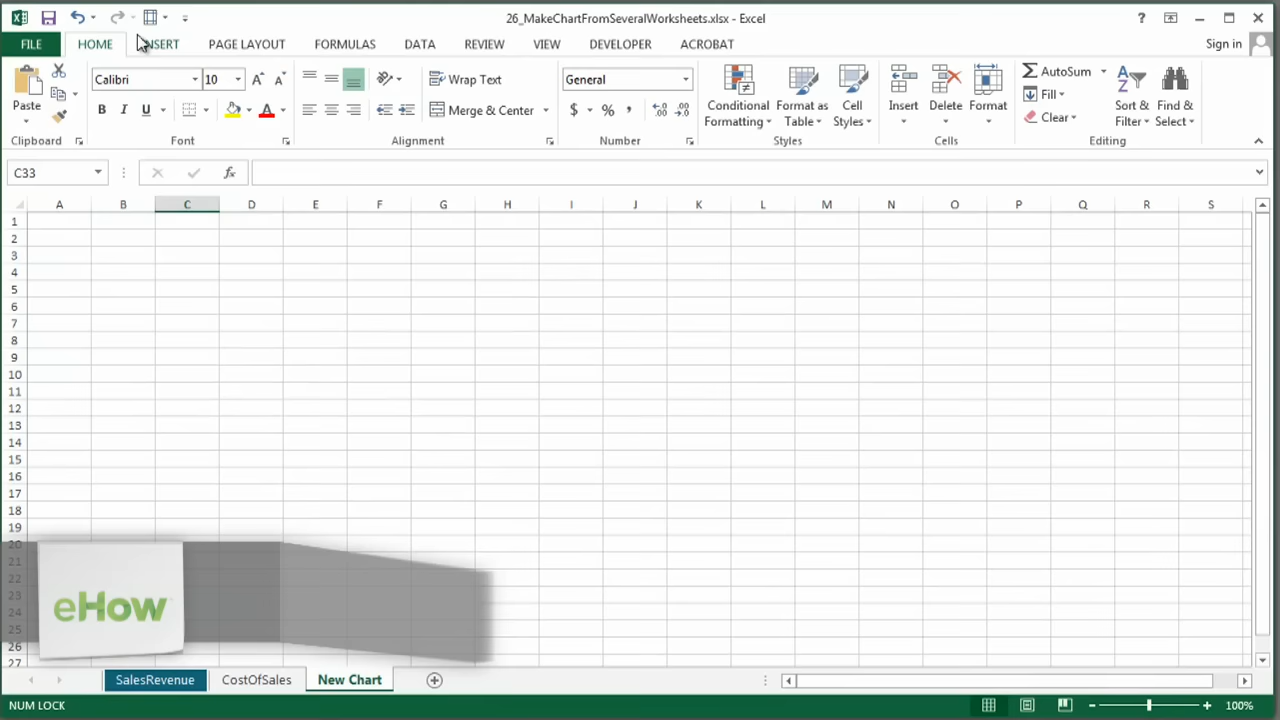 26_MakeChartFromSeveralWorksheets.xlsx - Excel
?
FILE HOME INSERT PAGE LAYOUT FORMULAS DATA REVIEW VIEW DEVELOPER ACROBAT Sign in
Paste
Clipboard
Calibri 10
B I U A
Font
Wrap Text
Merge & Center
Alignment
General
$ % ,
Number
Conditional Formatting
Format as Table
Cell Styles
Styles
Insert
Delete
Format
Cells
AutoSum
Fill
Clear
Sort & Filter
Find & Select
Editing
C33 fx
A B C D E F G H I J K L M N O P Q R S
1
2
3
4
5
6
7
8
9
10
11
12
13
14
15
16
17
18
19
20
21
22
23
24
25
26
27
eHow
SalesRevenue CostOfSales New Chart
NUM LOCK 100%